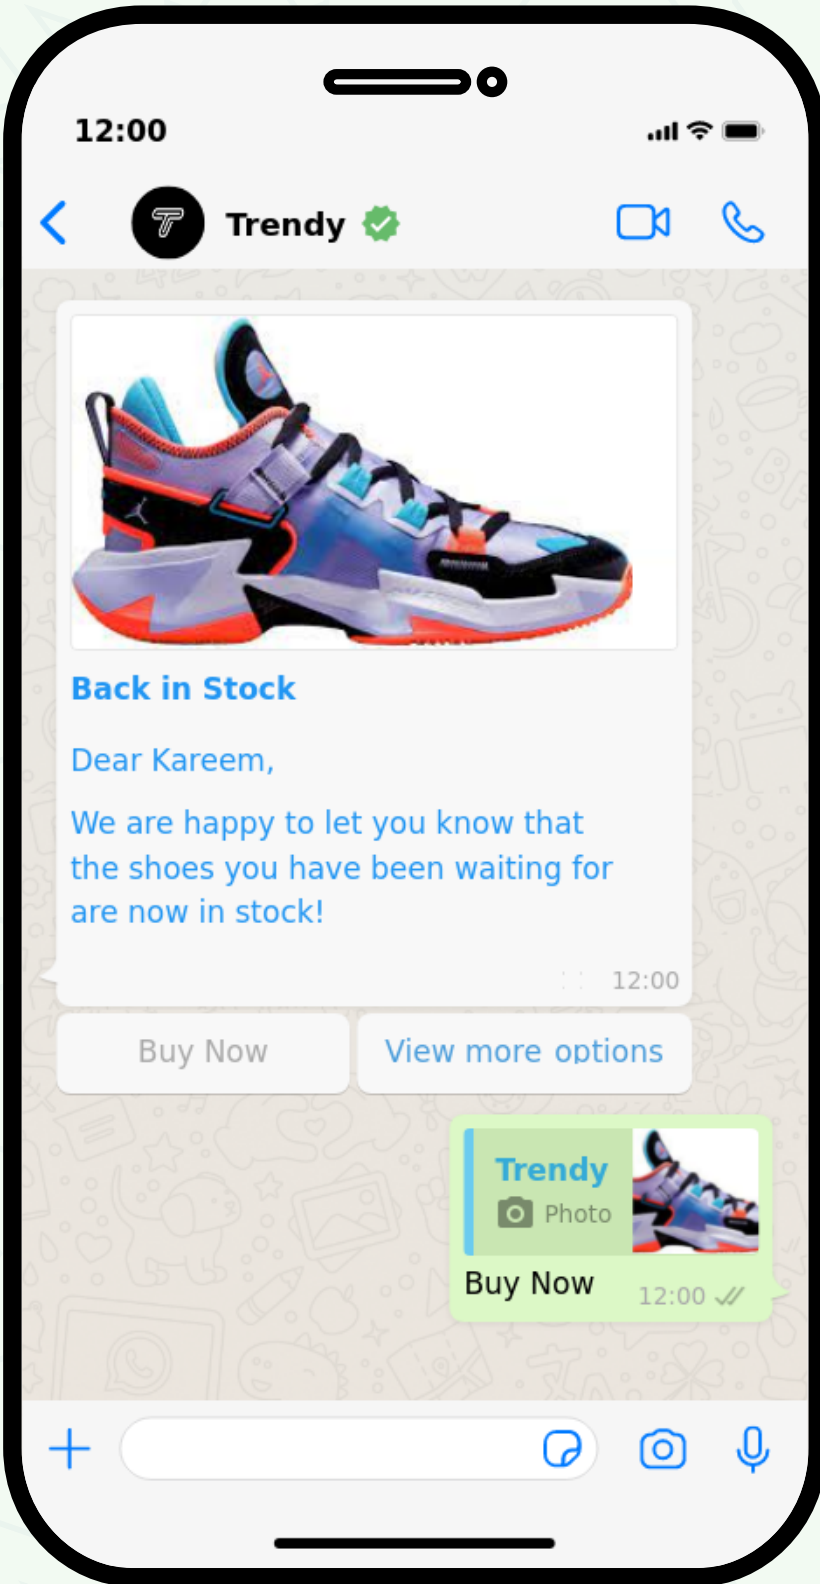 12:00
Trendy
Back in Stock
Dear Kareem,
We are happy to let you know that
the shoes you have been waiting for
are now in stock!
12:00
Buy Now
View more options
Trendy
Photo
Buy Now
12:00